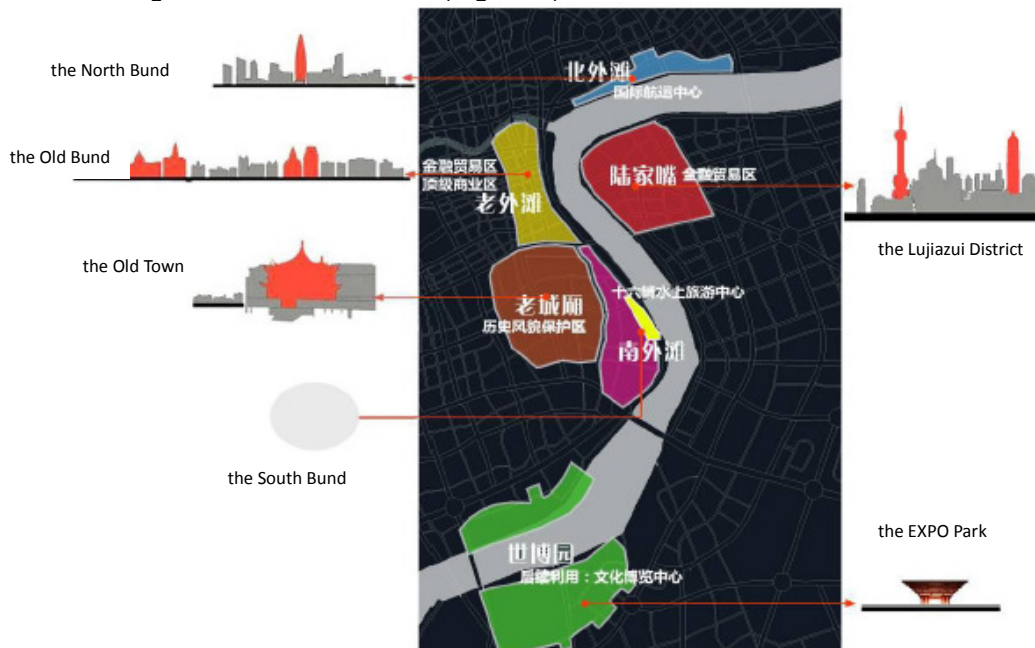 the North Bund
北外滩
国际航运中心
the Old Bund
金融贸易区
顶级商业区
老外滩
陆家嘴 金融贸易区
the Lujiazui District
the Old Town
老城厢
历史风貌保护区
十六铺水上旅游中心
南外滩
the South Bund
the EXPO Park
世博园
后续利用：文化博览中心